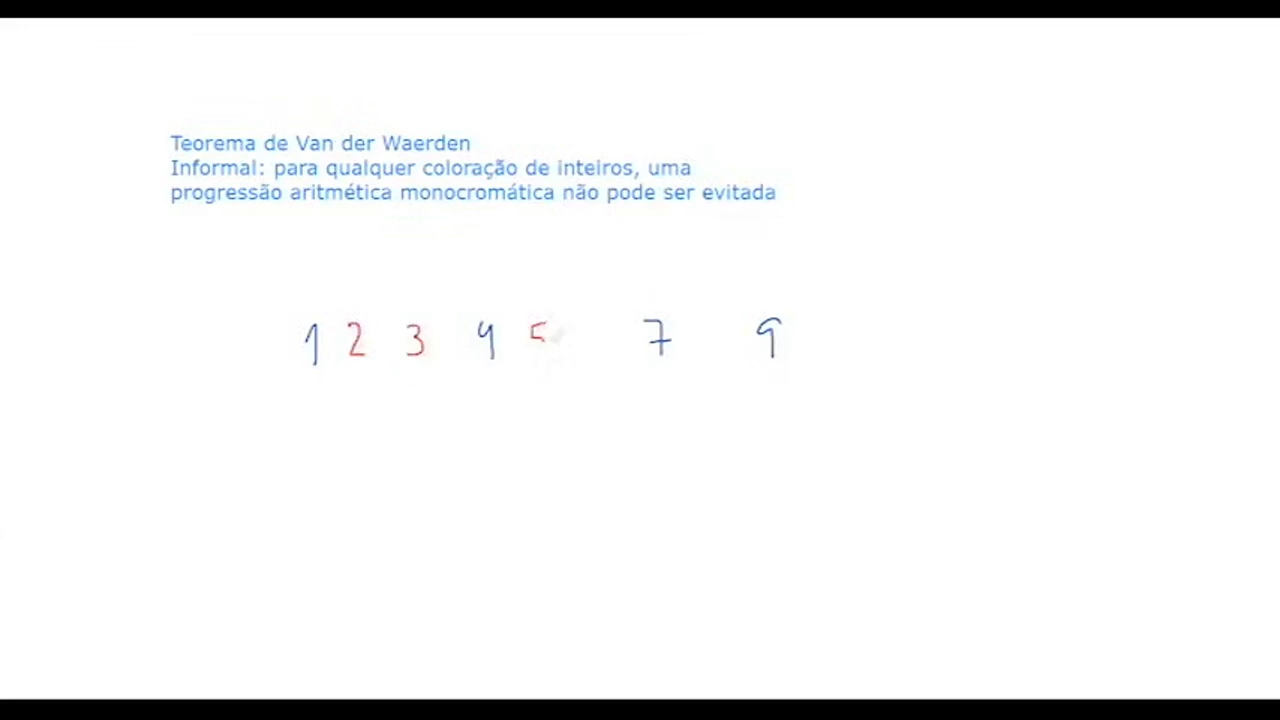 Teorema de Van der Waerden
Informal: para qualquer coloração de inteiros, uma
progressão aritmética monocromática não pode ser evitada
1 2 3 4 5 7 9